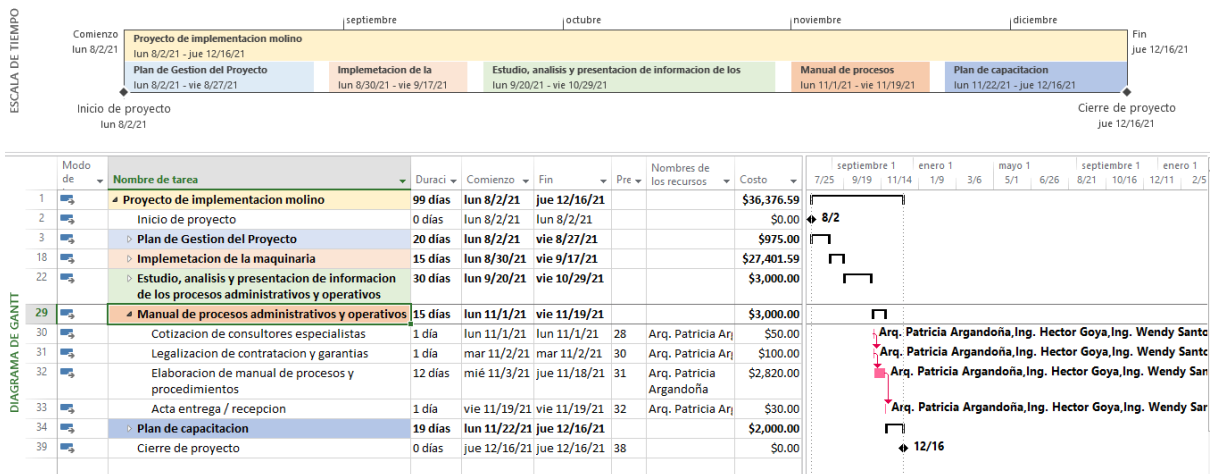 ESCALA DE TIEMPO
septiembre octubre noviembre diciembre
Comienzo
lun 8/2/21
Proyecto de implementacion molino
lun 8/2/21 - jue 12/16/21
Fin
jue 12/16/21
Plan de Gestion del Proyecto
lun 8/2/21 - vie 8/27/21
Implemetacion de la
lun 8/30/21 - vie 9/17/21
Estudio, analisis y presentacion de informacion de los
lun 9/20/21 - vie 10/29/21
Manual de procesos
lun 11/1/21 - vie 11/19/21
Plan de capacitacion
lun 11/22/21 - jue 12/16/21
Inicio de proyecto
lun 8/2/21
Cierre de proyecto
jue 12/16/21
DIAGRAMA DE GANTT
Modo de Nombre de tarea Duraci Comienzo Fin Pre Nombres de los recursos Costo
septiembre 1 enero 1 mayo 1 septiembre 1 enero 1
7/25 9/19 11/14 1/9 3/6 5/1 6/26 8/21 10/16 12/11 2/5
1 Proyecto de implementacion molino 99 días lun 8/2/21 jue 12/16/21 $36,376.59
2 Inicio de proyecto 0 días lun 8/2/21 lun 8/2/21 $0.00 8/2
3 Plan de Gestion del Proyecto 20 días lun 8/2/21 vie 8/27/21 $975.00
18 Implemetacion de la maquinaria 15 días lun 8/30/21 vie 9/17/21 $27,401.59
22 Estudio, analisis y presentacion de informacion 30 días lun 9/20/21 vie 10/29/21 $3,000.00
de los procesos administrativos y operativos
29 Manual de procesos administrativos y operativos 15 días lun 11/1/21 vie 11/19/21 $3,000.00
30 Cotizacion de consultores especialistas 1 día lun 11/1/21 lun 11/1/21 28 Arq. Patricia Arg $50.00 Arq. Patricia Argandoña,Ing. Hector Goya,Ing. Wendy Santo
31 Legalizacion de contratacion y garantias 1 día mar 11/2/21 mar 11/2/21 30 Arq. Patricia Arg $100.00 Arq. Patricia Argandoña,Ing. Hector Goya,Ing. Wendy Santo
32 Elaboracion de manual de procesos y 12 días mié 11/3/21 jue 11/18/21 31 Arq. Patricia $2,820.00 Arq. Patricia Argandoña,Ing. Hector Goya,Ing. Wendy San
procedimientos Argandoña
33 Acta entrega / recepcion 1 día vie 11/19/21 vie 11/19/21 32 Arq. Patricia Arg $30.00 Arq. Patricia Argandoña,Ing. Hector Goya,Ing. Wendy Sar
34 Plan de capacitacion 19 días lun 11/22/21 jue 12/16/21 $2,000.00
39 Cierre de proyecto 0 días jue 12/16/21 jue 12/16/21 38 $0.00 12/16